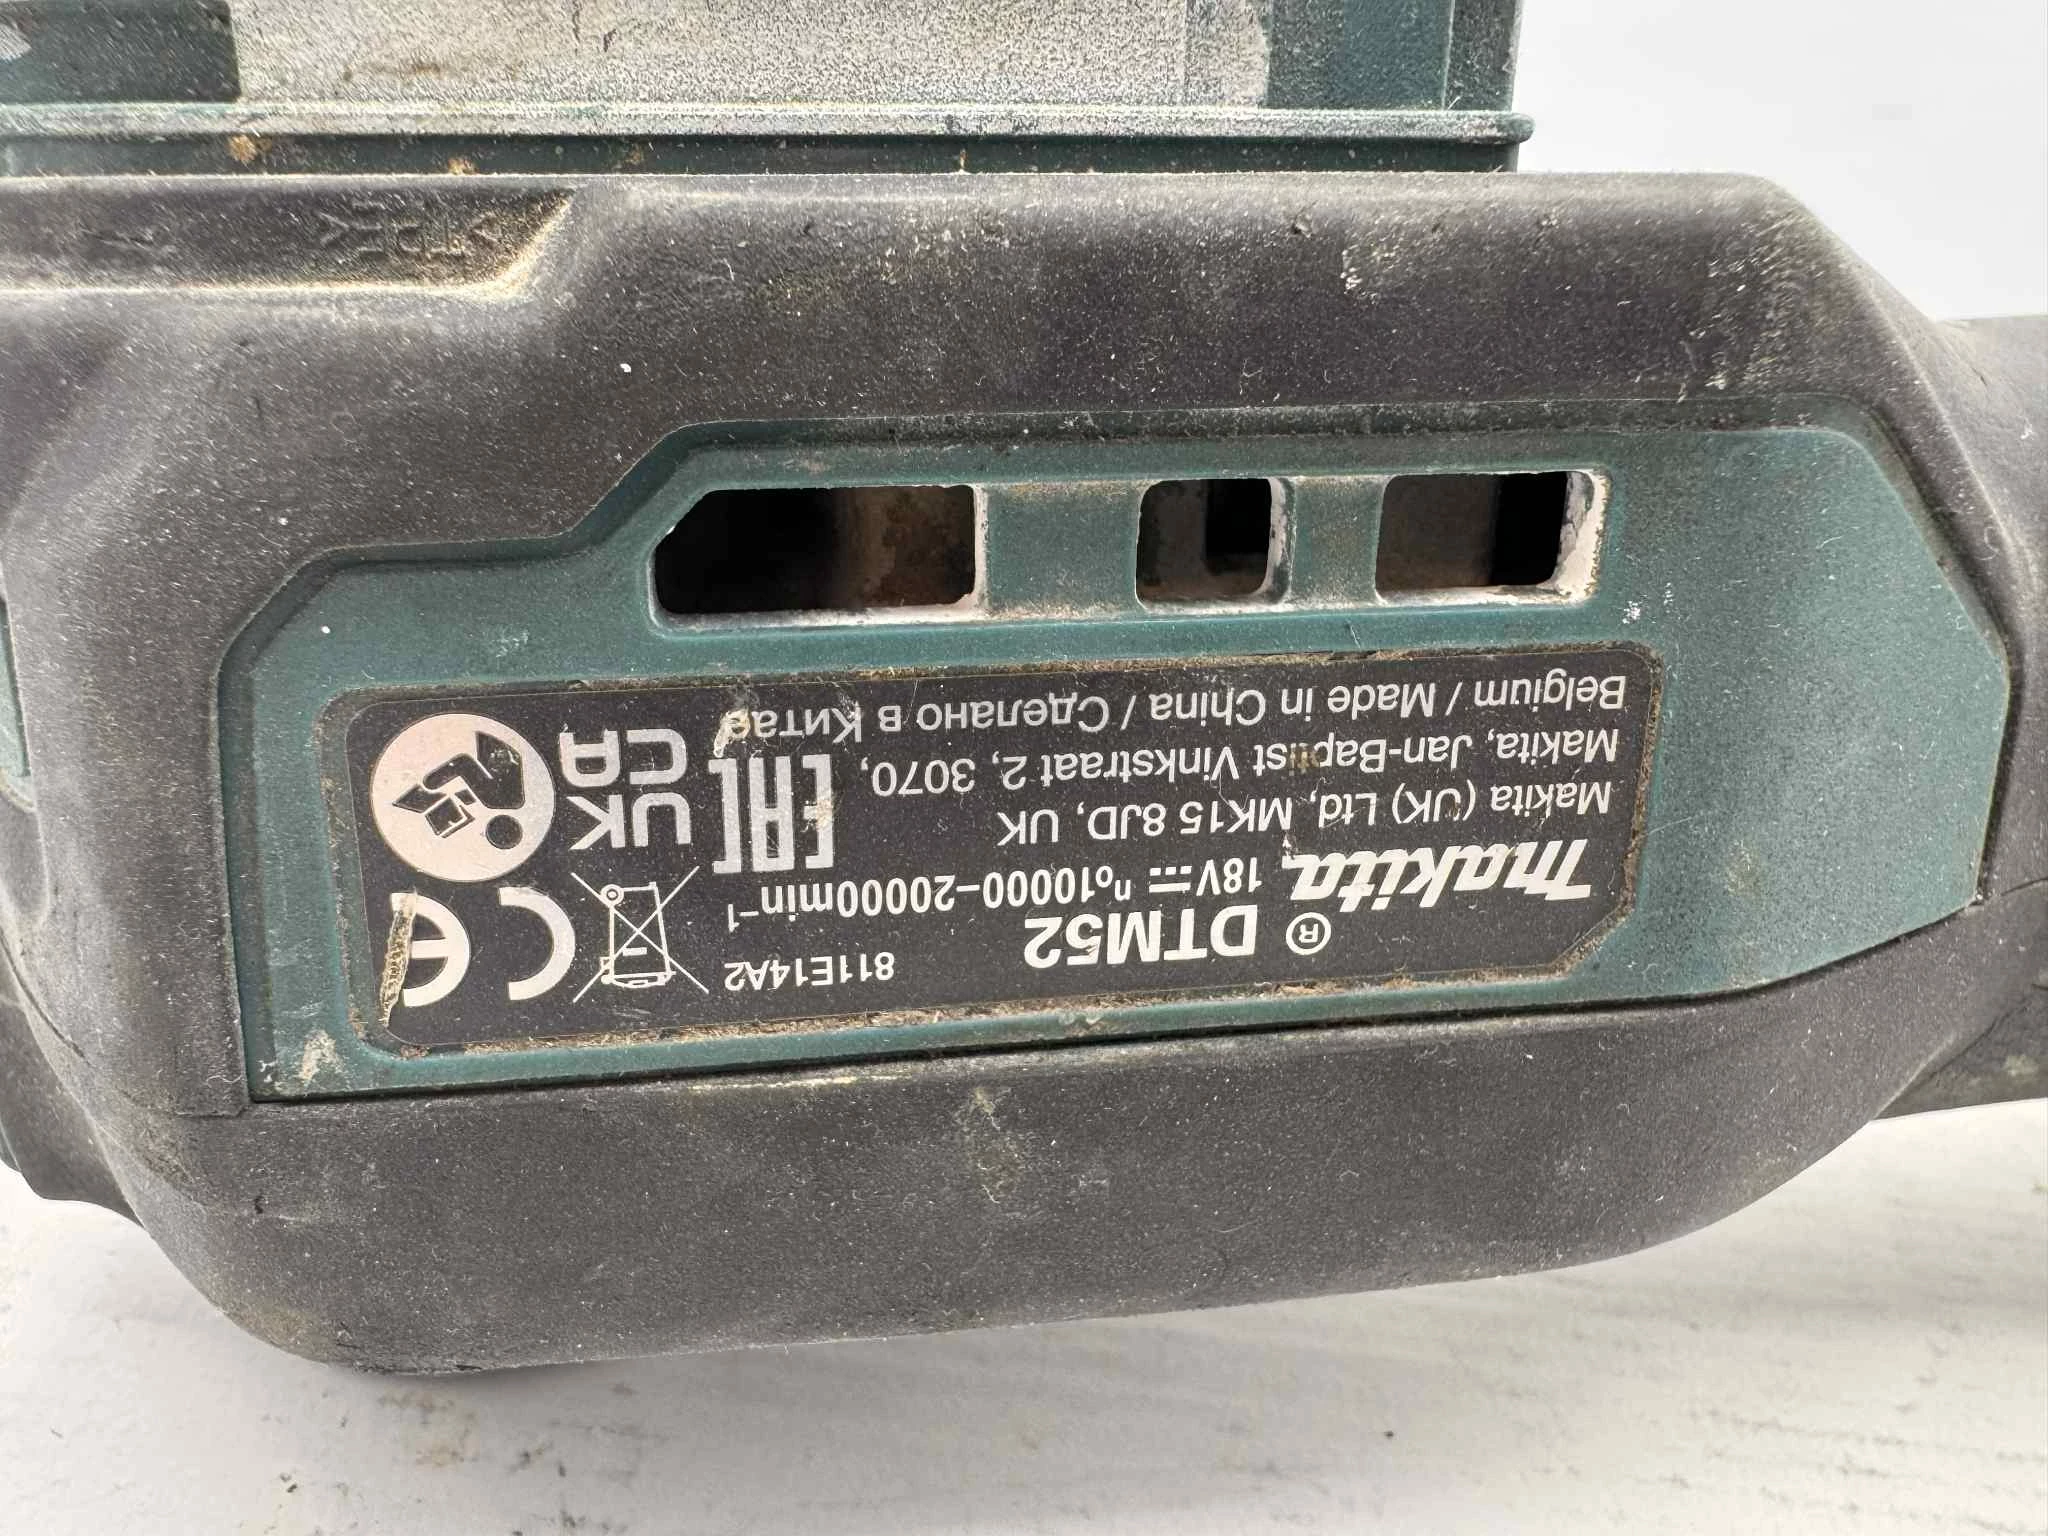 811E14A2
® DTM52
makita 18V⎓ n₀10000–20000min⁻¹
Makita (UK) Ltd, MK15 8JD, UK
Makita, Jan-Baptist Vinkstraat 2, 3070,
Belgium / Made in China / Сделано в Китае
CE
EAC
UK
CA